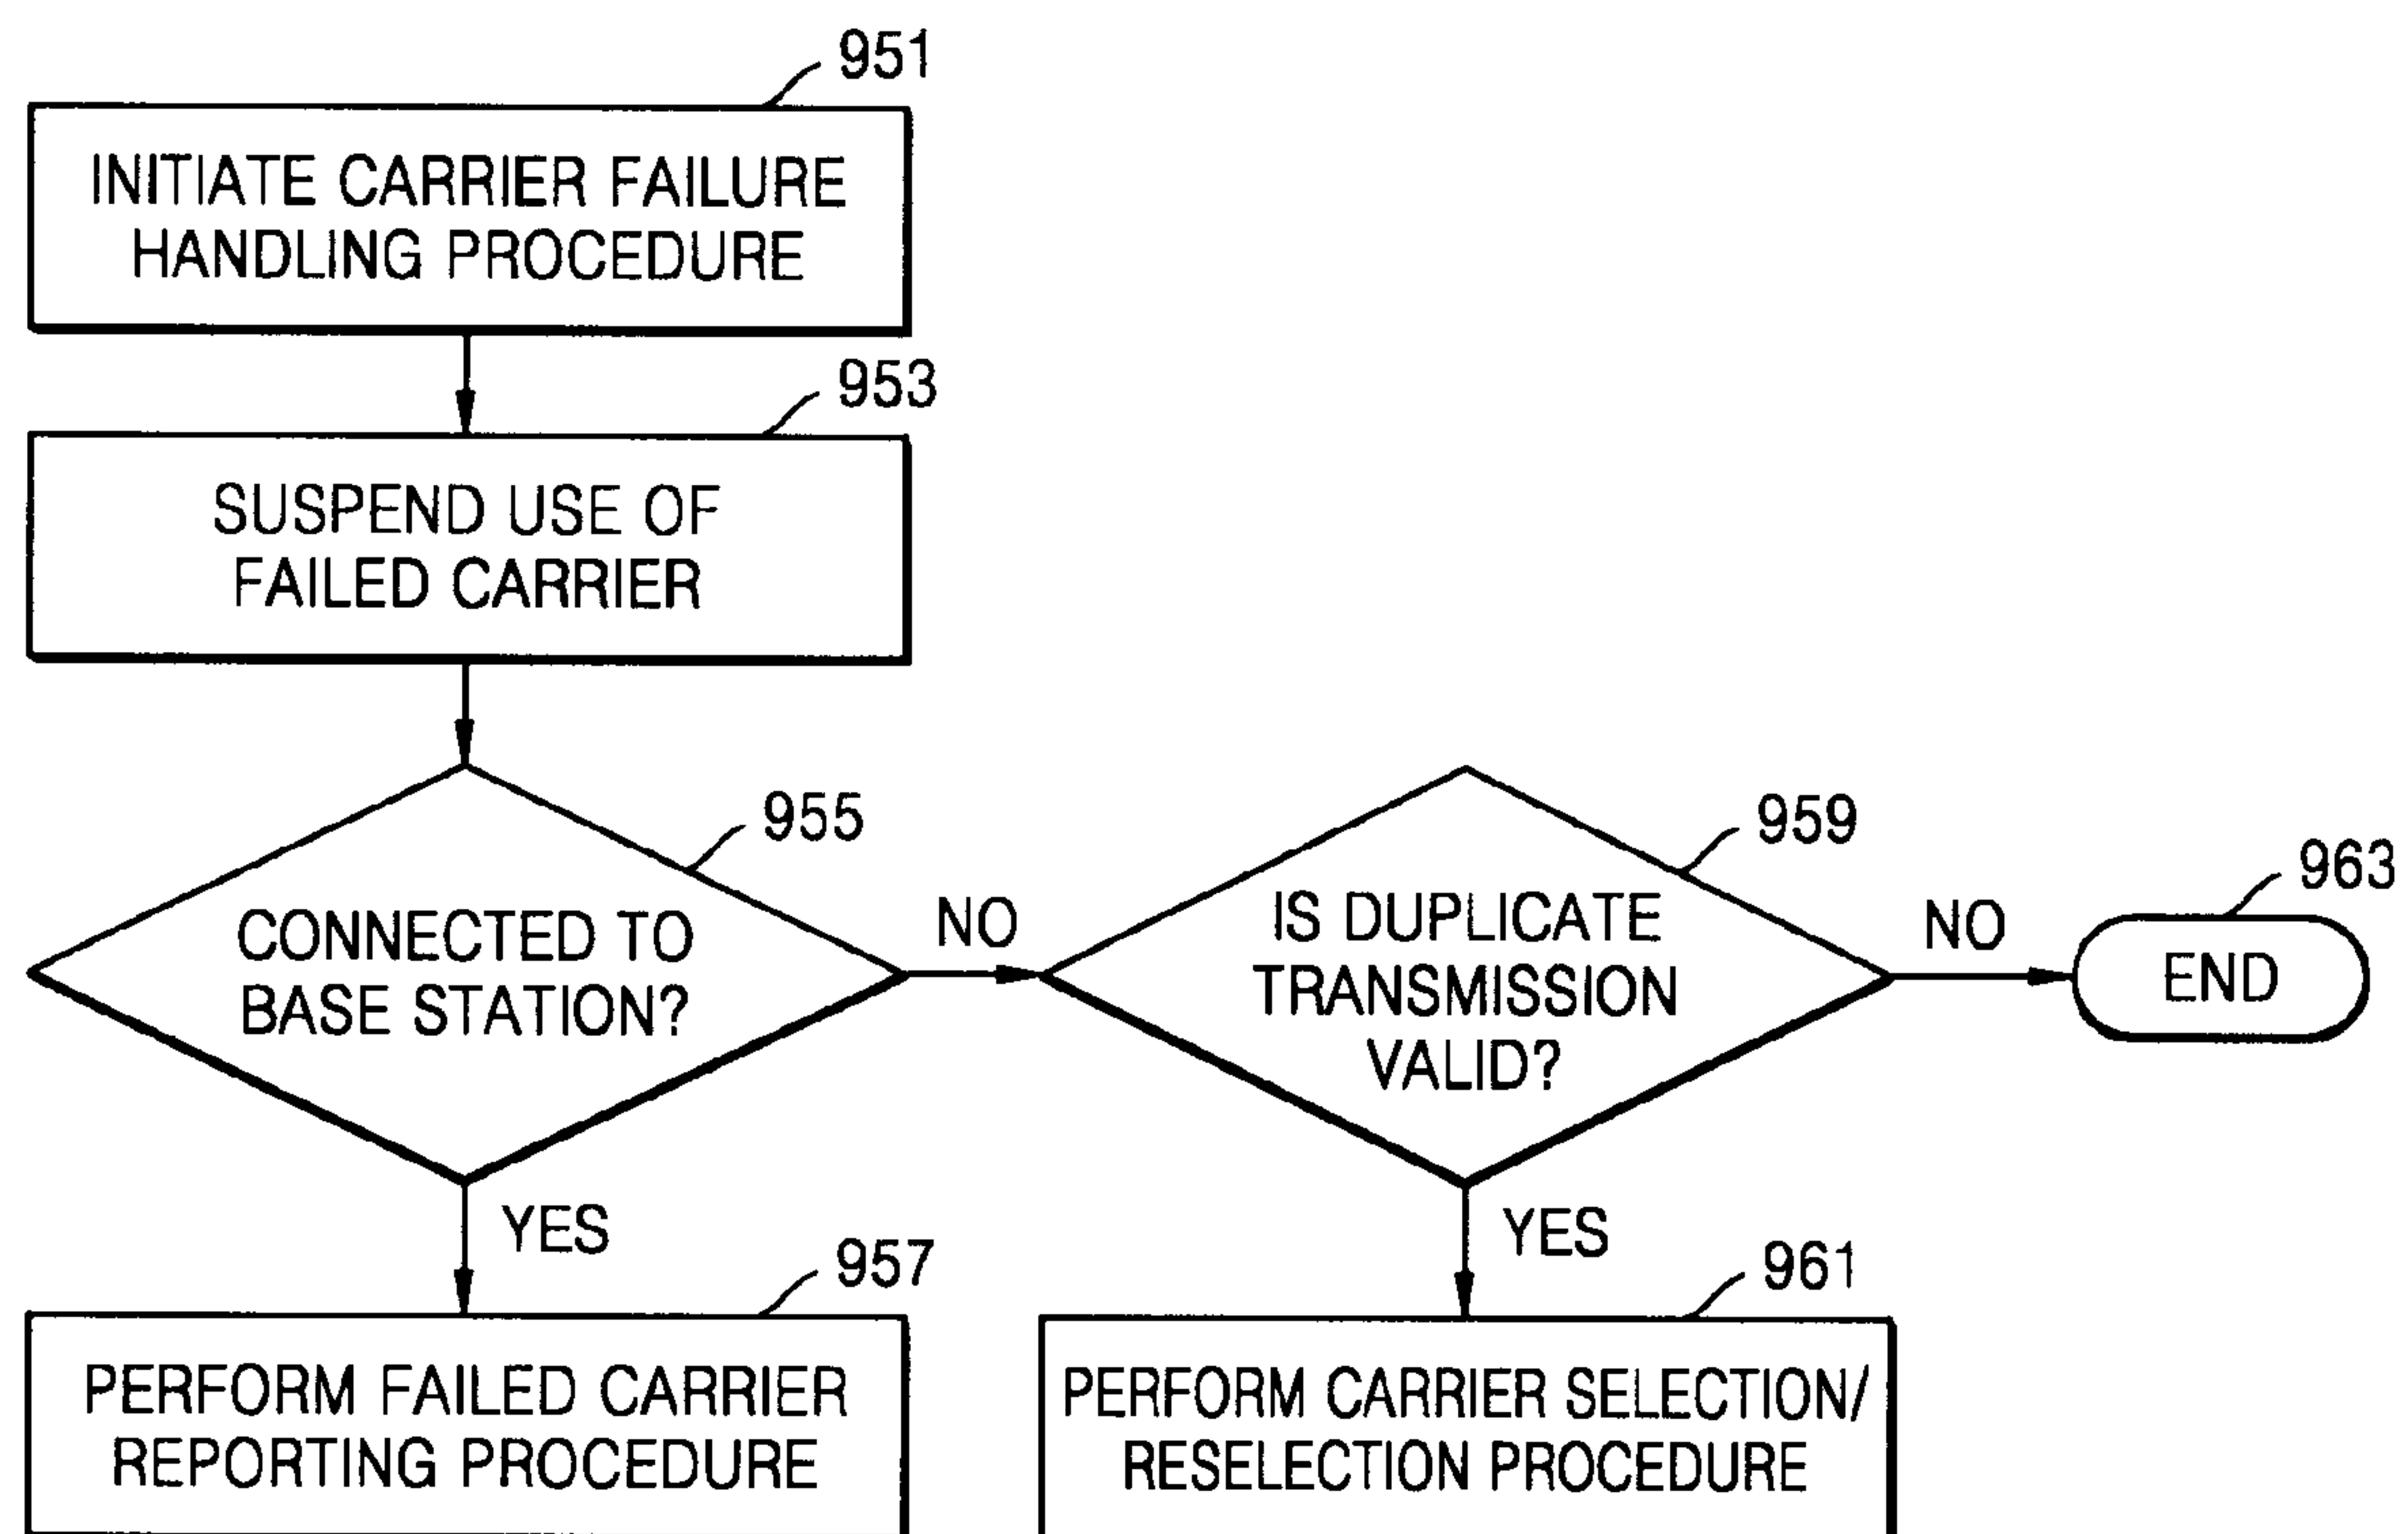 951
INITIATE CARRIER FAILURE
HANDLING PROCEDURE
953
SUSPEND USE OF
FAILED CARRIER
955
CONNECTED TO
BASE STATION?
NO
959
IS DUPLICATE
TRANSMISSION
VALID?
NO
963
END
YES
957
PERFORM FAILED CARRIER
REPORTING PROCEDURE
YES
961
PERFORM CARRIER SELECTION/
RESELECTION PROCEDURE